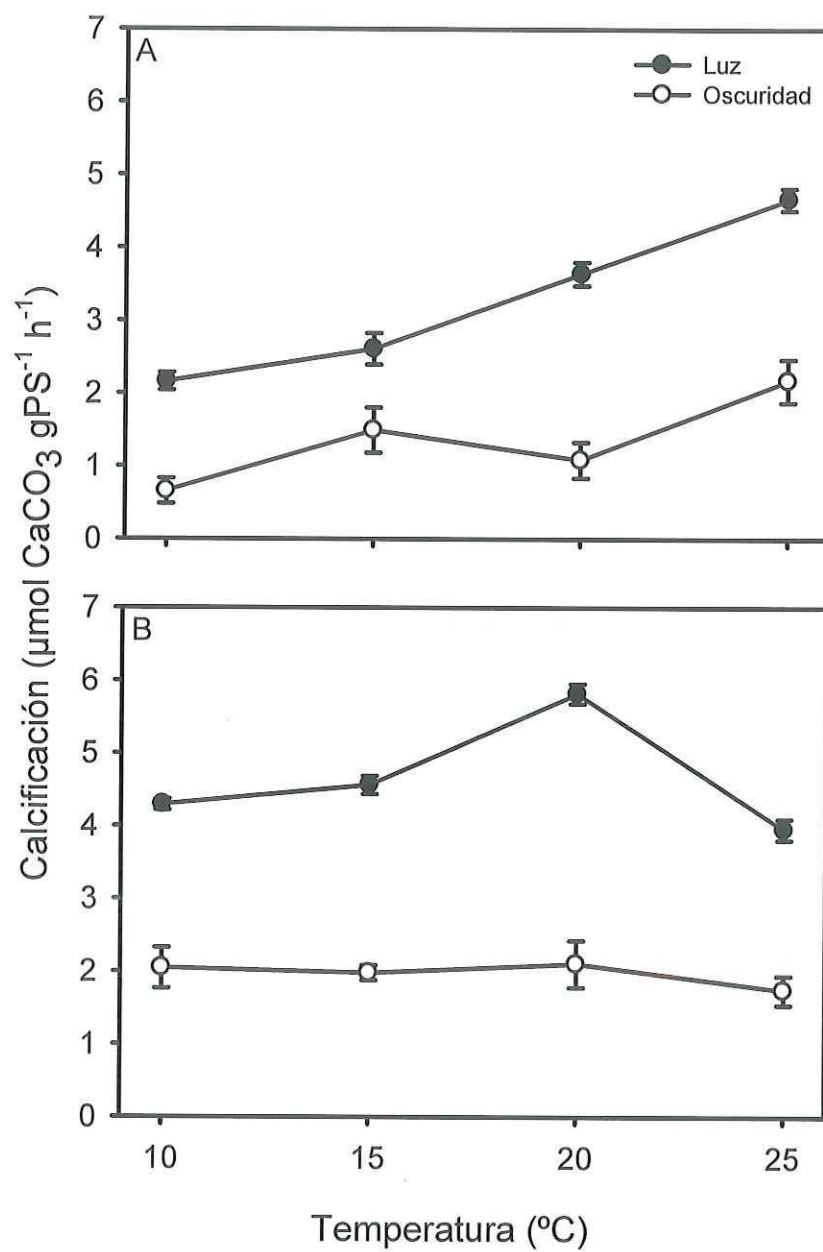 7
A
Luz
6
Oscuridad
5
4
3
2
1
0
Calcificación (µmol CaCO3 gPS-1 h-1)
7
B
6
5
4
3
2
1
0
10 15 20 25
Temperatura (ºC)